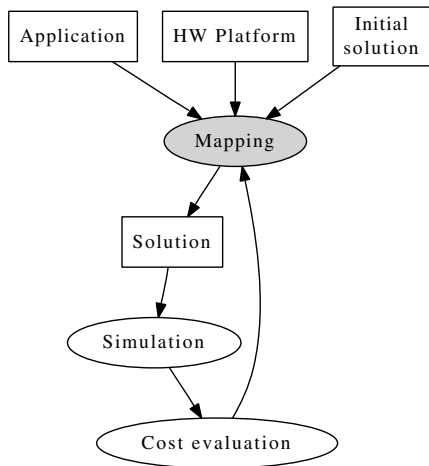 Application
HW Platform
Initial
solution
Mapping
Solution
Simulation
Cost evaluation